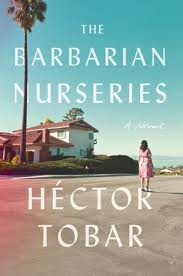 THE
BARBARIAN
NURSERIES
A Novel
HÉCTOR
TOBAR